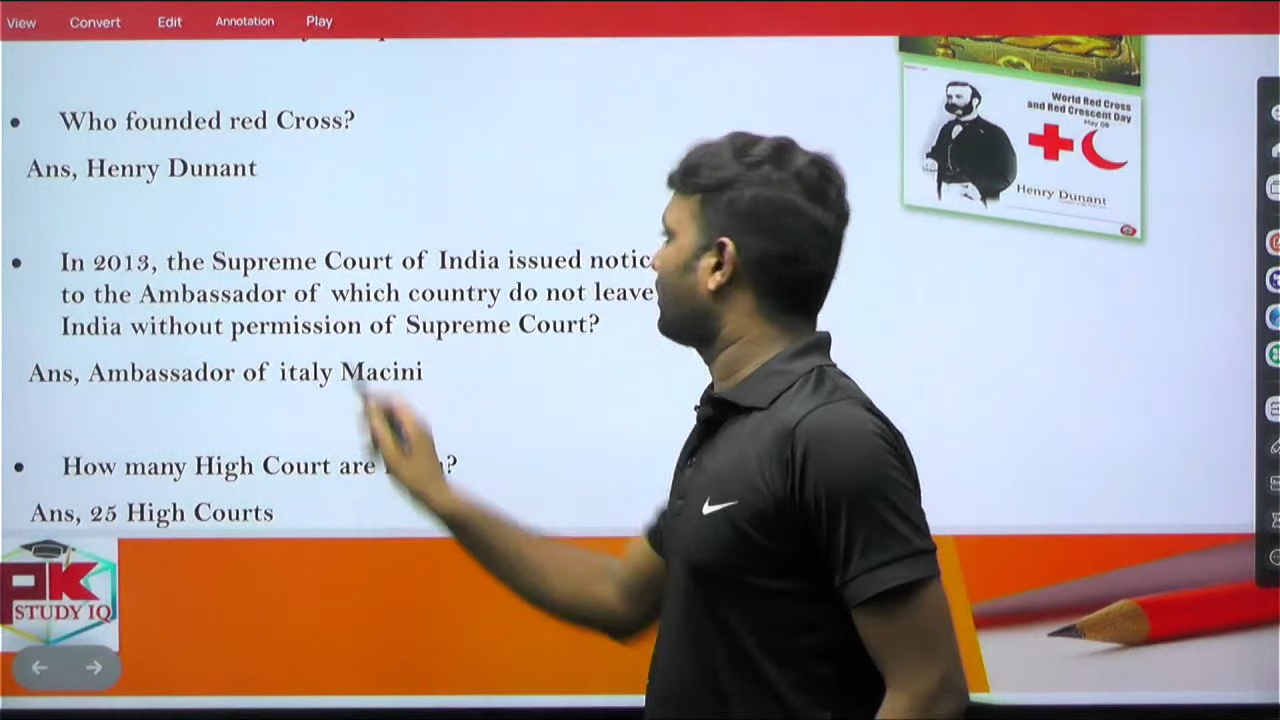 View Convert Edit Annotation Play
World Red Cross
and Red Crescent Day
May 08
Henry Dunant
• Who founded red Cross?
Ans, Henry Dunant
• In 2013, the Supreme Court of India issued
to the Ambassador of which country do not leave
India without permission of Supreme Court?
Ans, Ambassador of italy Macini
• How many High Court are
Ans, 25 High Courts
PK
STUDY IQ